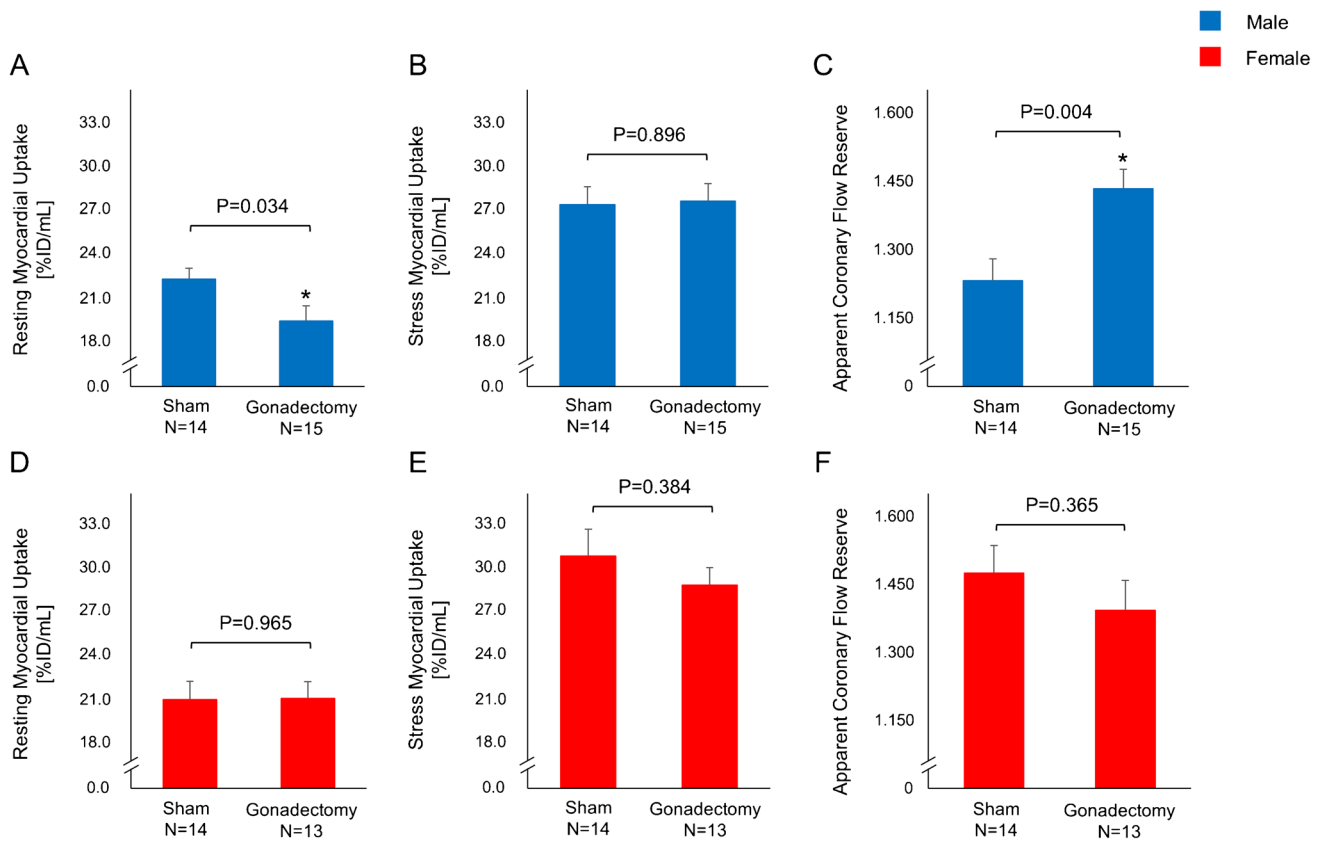 Male
Female
A
Resting Myocardial Uptake
[%ID/mL]
33.0
30.0
27.0
24.0
21.0
18.0
0.0
P=0.034
*
Sham
N=14
Gonadectomy
N=15
B
Stress Myocardial Uptake
[%ID/mL]
33.0
30.0
27.0
24.0
21.0
18.0
0.0
P=0.896
Sham
N=14
Gonadectomy
N=15
C
Apparent Coronary Flow Reserve
1.600
1.450
1.300
1.150
0
P=0.004
*
Sham
N=14
Gonadectomy
N=15
D
Resting Myocardial Uptake
[%ID/mL]
33.0
30.0
27.0
24.0
21.0
18.0
0.0
P=0.965
Sham
N=14
Gonadectomy
N=13
E
Stress Myocardial Uptake
[%ID/mL]
33.0
30.0
27.0
24.0
21.0
18.0
0.0
P=0.384
Sham
N=14
Gonadectomy
N=13
F
Apparent Coronary Flow Reserve
1.600
1.450
1.300
1.150
0
P=0.365
Sham
N=14
Gonadectomy
N=13